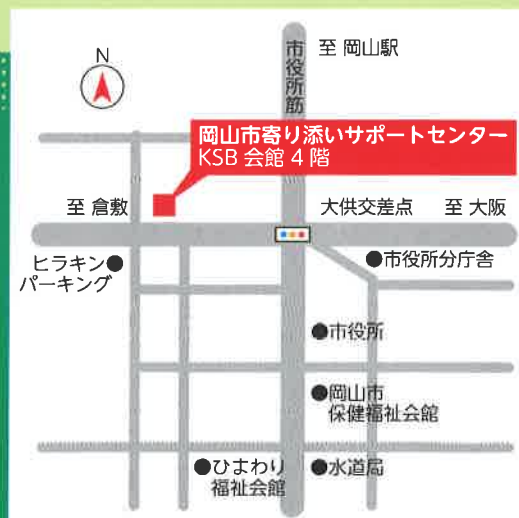 N
市役所筋
至 岡山駅
岡山市寄り添いサポートセンター
KSB 会館 4 階
至 倉敷
大供交差点
至 大阪
ヒラキン●
パーキング
●市役所分庁舎
●市役所
●岡山市
保健福祉会館
●ひまわり
福祉会館
●水道局